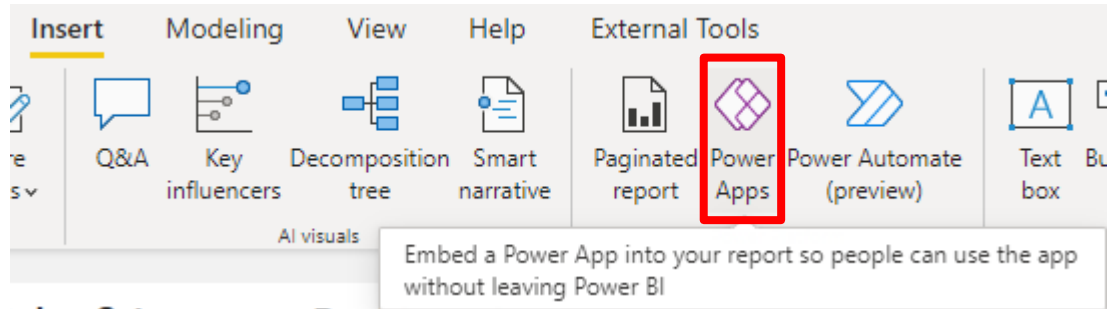 Insert Modeling View Help External Tools
Q&A Key influencers Decomposition tree Smart narrative Paginated report Power Apps Power Automate (preview) Text box
AI visuals
Embed a Power App into your report so people can use the app
without leaving Power BI